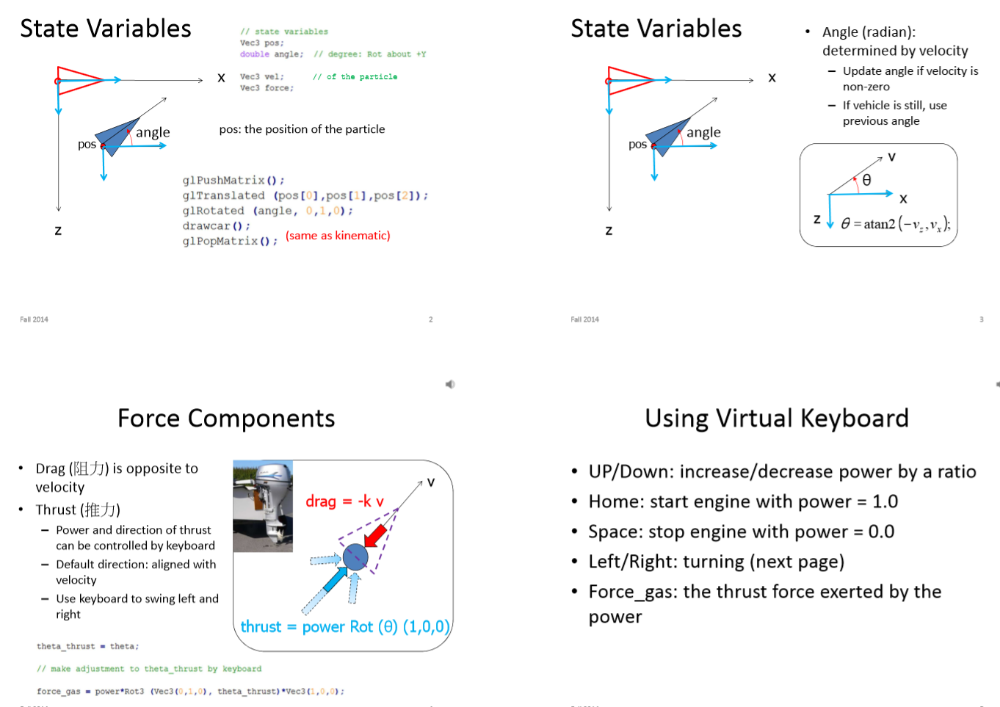 State Variables
// state variables
Vec3 pos;
double angle; // degree: Rot about +Y
Vec3 vel; // of the particle
Vec3 force;
x
angle
pos
z
pos: the position of the particle
glPushMatrix();
glTranslated (pos[0],pos[1],pos[2]);
glRotated (angle, 0,1,0);
drawcar();
glPopMatrix();
(same as kinematic)
Fall 2014
2
State Variables
x
angle
pos
z
• Angle (radian):
determined by velocity
– Update angle if velocity is
non-zero
– If vehicle is still, use
previous angle
v
θ
x
z
θ = atan2(−v_z, v_x);
Fall 2014
3
Force Components
• Drag (阻力) is opposite to
velocity
• Thrust (推力)
– Power and direction of thrust
can be controlled by keyboard
– Default direction: aligned with
velocity
– Use keyboard to swing left and
right
v
drag = -k v
thrust = power Rot (θ) (1,0,0)
theta_thrust = theta;
// make adjustment to theta_thrust by keyboard
force_gas = power*Rot3 (Vec3(0,1,0), theta_thrust)*Vec3(1,0,0);
Using Virtual Keyboard
• UP/Down: increase/decrease power by a ratio
• Home: start engine with power = 1.0
• Space: stop engine with power = 0.0
• Left/Right: turning (next page)
• Force_gas: the thrust force exerted by the
power